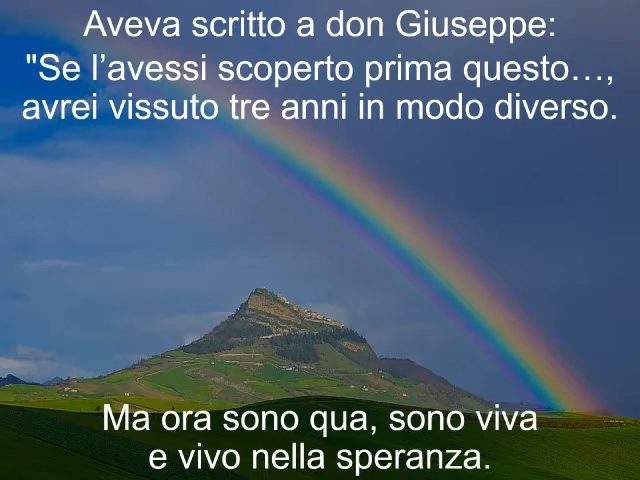 Aveva scritto a don Giuseppe:
"Se l’avessi scoperto prima questo…,
avrei vissuto tre anni in modo diverso.
Ma ora sono qua, sono viva
e vivo nella speranza.